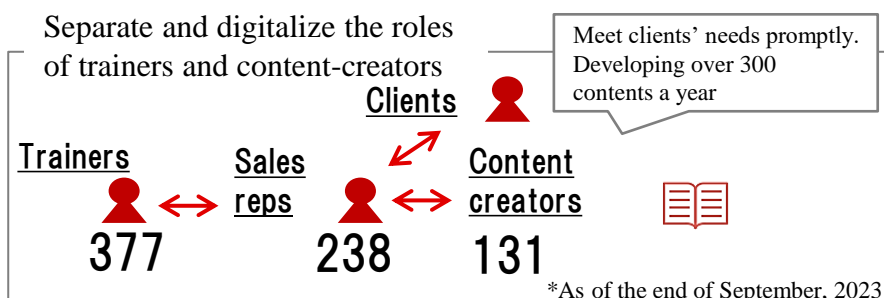 Separate and digitalize the roles
of trainers and content-creators
Meet clients' needs promptly.
Developing over 300
contents a year
Clients
Trainers
Sales
reps
Content
creators
377
238
131
*As of the end of September, 2023